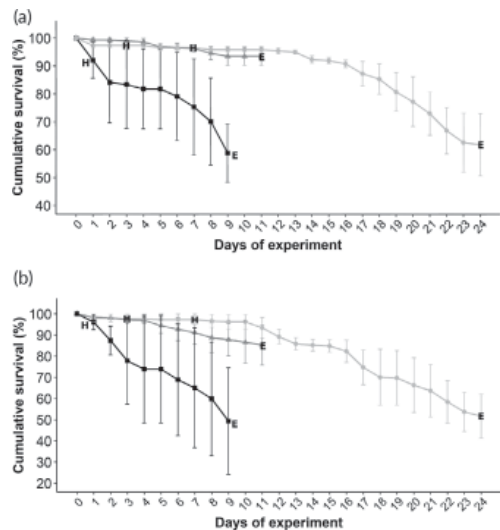 (a)
Cumulative survival (%)
100
90
80
70
60
50
40
H
H
H
E
E
E
0 1 2 3 4 5 6 7 8 9 10 11 12 13 14 15 16 17 18 19 20 21 22 23 24
Days of experiment
(b)
Cumulative survival (%)
100
90
80
70
60
50
40
30
20
H
H
H
E
E
E
0 1 2 3 4 5 6 7 8 9 10 11 12 13 14 15 16 17 18 19 20 21 22 23 24
Days of experiment